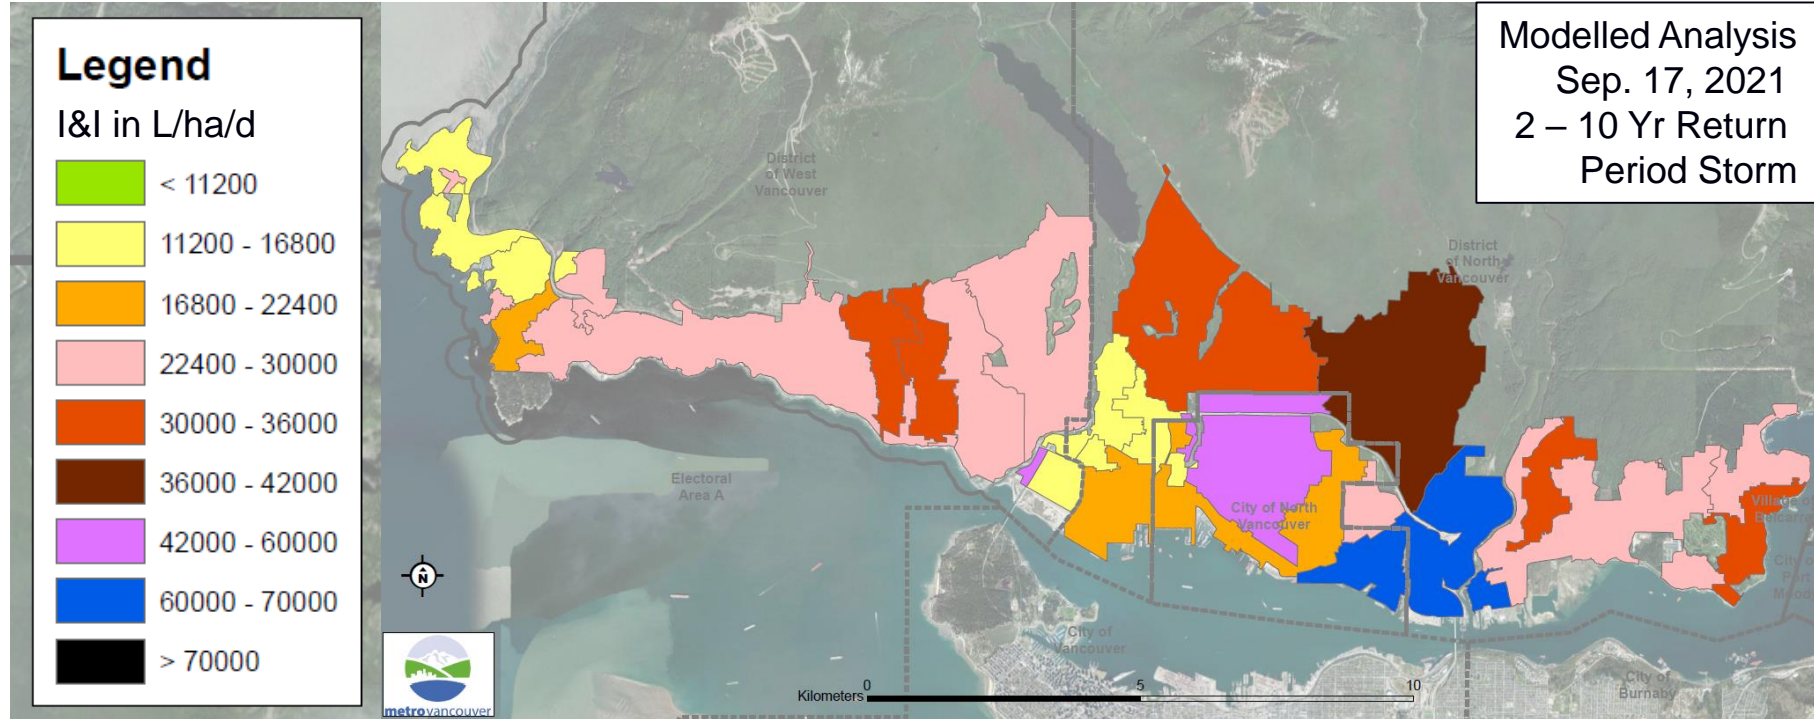 Legend
I&I in L/ha/d
< 11200
11200 - 16800
16800 - 22400
22400 - 30000
30000 - 36000
36000 - 42000
42000 - 60000
60000 - 70000
> 70000
Modelled Analysis
Sep. 17, 2021
2 – 10 Yr Return
Period Storm
District
of West
Vancouver
District
of North
Vancouver
Electoral
Area A
City of North
Vancouver
City of
Vancouver
City of
Burnaby
N
metrovancouver
Kilometers
0
5
10